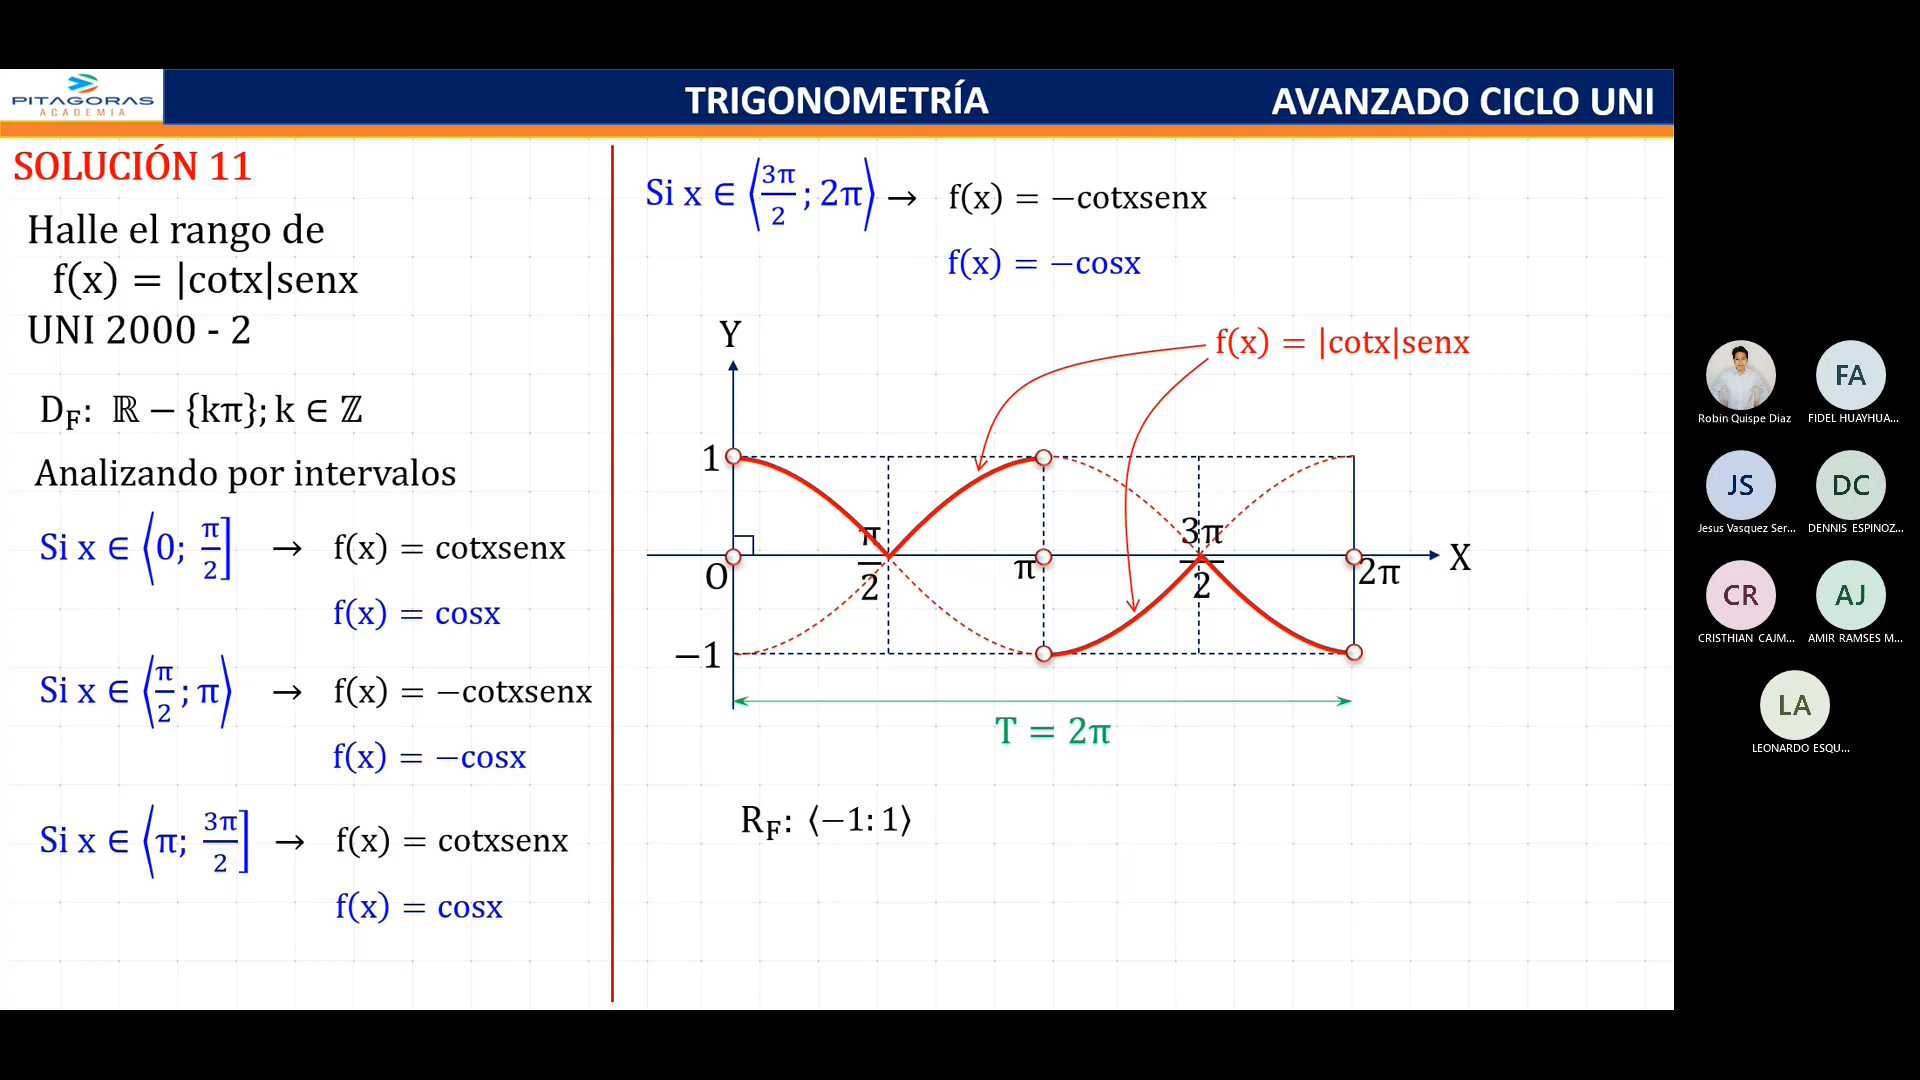 PITAGORAS
ACADEMIA
TRIGONOMETRÍA
AVANZADO CICLO UNI
SOLUCIÓN 11
Halle el rango de
f(x) = |cotx|senx
UNI 2000 - 2
D_F: ℝ − {kπ}; k ∈ ℤ
Analizando por intervalos
Si x ∈ ⟨0; π/2] → f(x) = cotxsenx
f(x) = cosx
Si x ∈ ⟨π/2; π⟩ → f(x) = −cotxsenx
f(x) = −cosx
Si x ∈ ⟨π; 3π/2] → f(x) = cotxsenx
f(x) = cosx
Si x ∈ ⟨3π/2; 2π⟩ → f(x) = −cotxsenx
f(x) = −cosx
Y
f(x) = |cotx|senx
1
π/2
3π/2
X
O
π
2π
−1
T = 2π
R_F: ⟨−1: 1⟩
Robin Quispe Diaz
FA
FIDEL HUAYHUA...
JS
Jesus Vasquez Ser...
DC
DENNIS ESPINOZ...
CR
CRISTHIAN CAJM...
AJ
AMIR RAMSES M...
LA
LEONARDO ESQU...